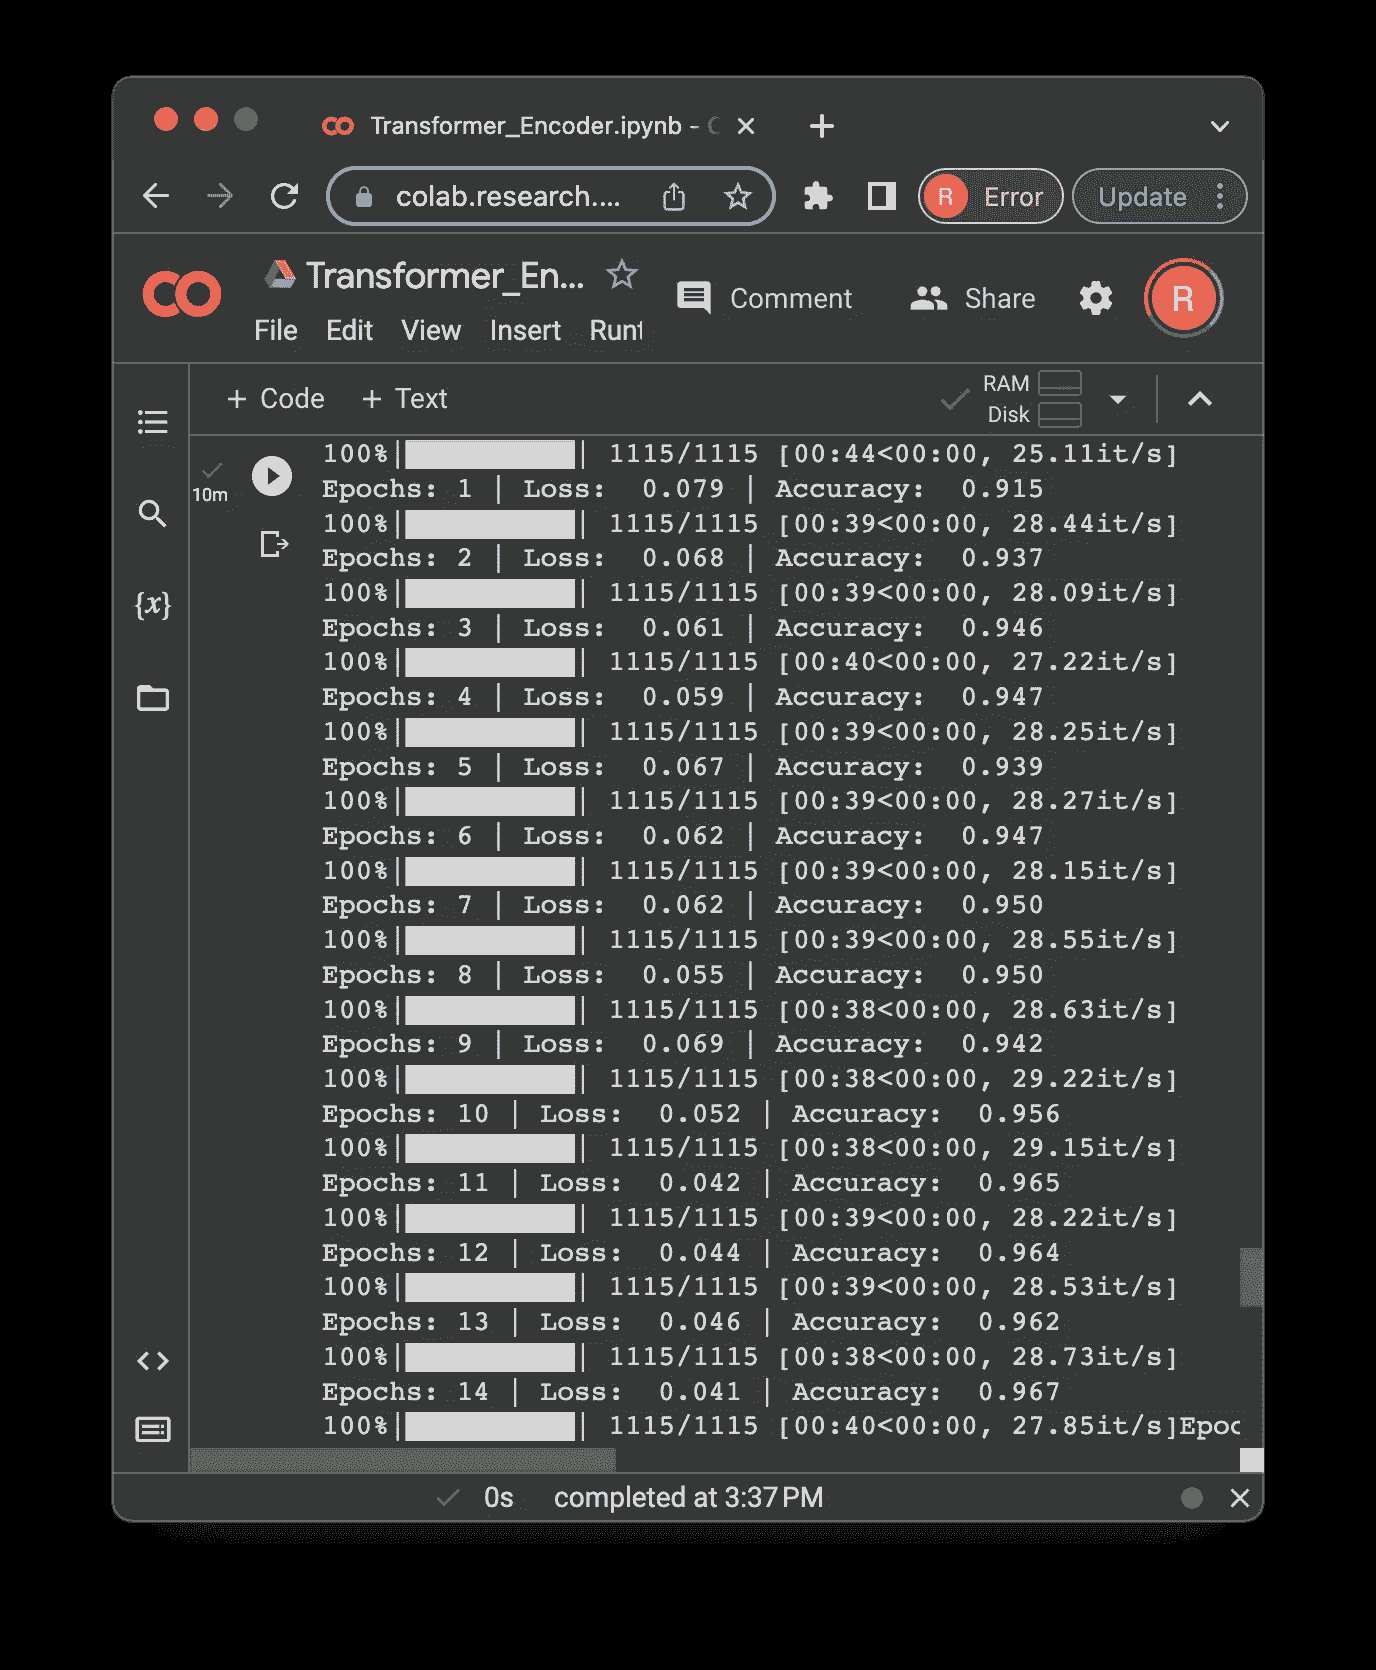 Transformer_Encoder.ipynb -
colab.research....
R Error
Update
Transformer_En...
Comment
Share
R
File Edit View Insert Runt
+ Code + Text
RAM
Disk
10m
{x}
100%| | 1115/1115 [00:44<00:00, 25.11it/s]
Epochs: 1 | Loss: 0.079 | Accuracy: 0.915
100%| | 1115/1115 [00:39<00:00, 28.44it/s]
Epochs: 2 | Loss: 0.068 | Accuracy: 0.937
100%| | 1115/1115 [00:39<00:00, 28.09it/s]
Epochs: 3 | Loss: 0.061 | Accuracy: 0.946
100%| | 1115/1115 [00:40<00:00, 27.22it/s]
Epochs: 4 | Loss: 0.059 | Accuracy: 0.947
100%| | 1115/1115 [00:39<00:00, 28.25it/s]
Epochs: 5 | Loss: 0.067 | Accuracy: 0.939
100%| | 1115/1115 [00:39<00:00, 28.27it/s]
Epochs: 6 | Loss: 0.062 | Accuracy: 0.947
100%| | 1115/1115 [00:39<00:00, 28.15it/s]
Epochs: 7 | Loss: 0.062 | Accuracy: 0.950
100%| | 1115/1115 [00:39<00:00, 28.55it/s]
Epochs: 8 | Loss: 0.055 | Accuracy: 0.950
100%| | 1115/1115 [00:38<00:00, 28.63it/s]
Epochs: 9 | Loss: 0.069 | Accuracy: 0.942
100%| | 1115/1115 [00:38<00:00, 29.22it/s]
Epochs: 10 | Loss: 0.052 | Accuracy: 0.956
100%| | 1115/1115 [00:38<00:00, 29.15it/s]
Epochs: 11 | Loss: 0.042 | Accuracy: 0.965
100%| | 1115/1115 [00:39<00:00, 28.22it/s]
Epochs: 12 | Loss: 0.044 | Accuracy: 0.964
100%| | 1115/1115 [00:39<00:00, 28.53it/s]
Epochs: 13 | Loss: 0.046 | Accuracy: 0.962
100%| | 1115/1115 [00:38<00:00, 28.73it/s]
Epochs: 14 | Loss: 0.041 | Accuracy: 0.967
100%| | 1115/1115 [00:40<00:00, 27.85it/s]Epoc
0s completed at 3:37 PM